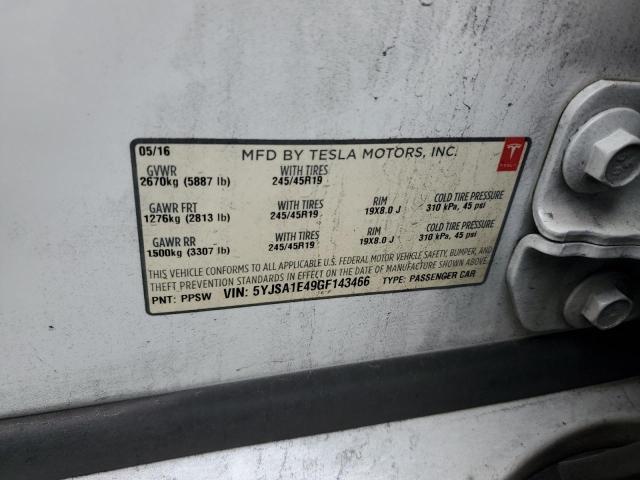 05/16 MFD BY TESLA MOTORS, INC.
GVWR WITH TIRES
2670kg (5887 lb) 245/45R19
GAWR FRT WITH TIRES RIM COLD TIRE PRESSURE
1276kg (2813 lb) 245/45R19 19X8.0 J 310 kPa, 45 psi
GAWR RR WITH TIRES RIM COLD TIRE PRESSURE
1500kg (3307 lb) 245/45R19 19X8.0 J 310 kPa, 45 psi
THIS VEHICLE CONFORMS TO ALL APPLICABLE U.S. FEDERAL MOTOR VEHICLE SAFETY, BUMPER, AND
THEFT PREVENTION STANDARDS IN EFFECT ON THE DATE OF MANUFACTURE SHOWN ABOVE.
PNT: PPSW VIN: 5YJSA1E49GF143466 TYPE: PASSENGER CAR
TESLA